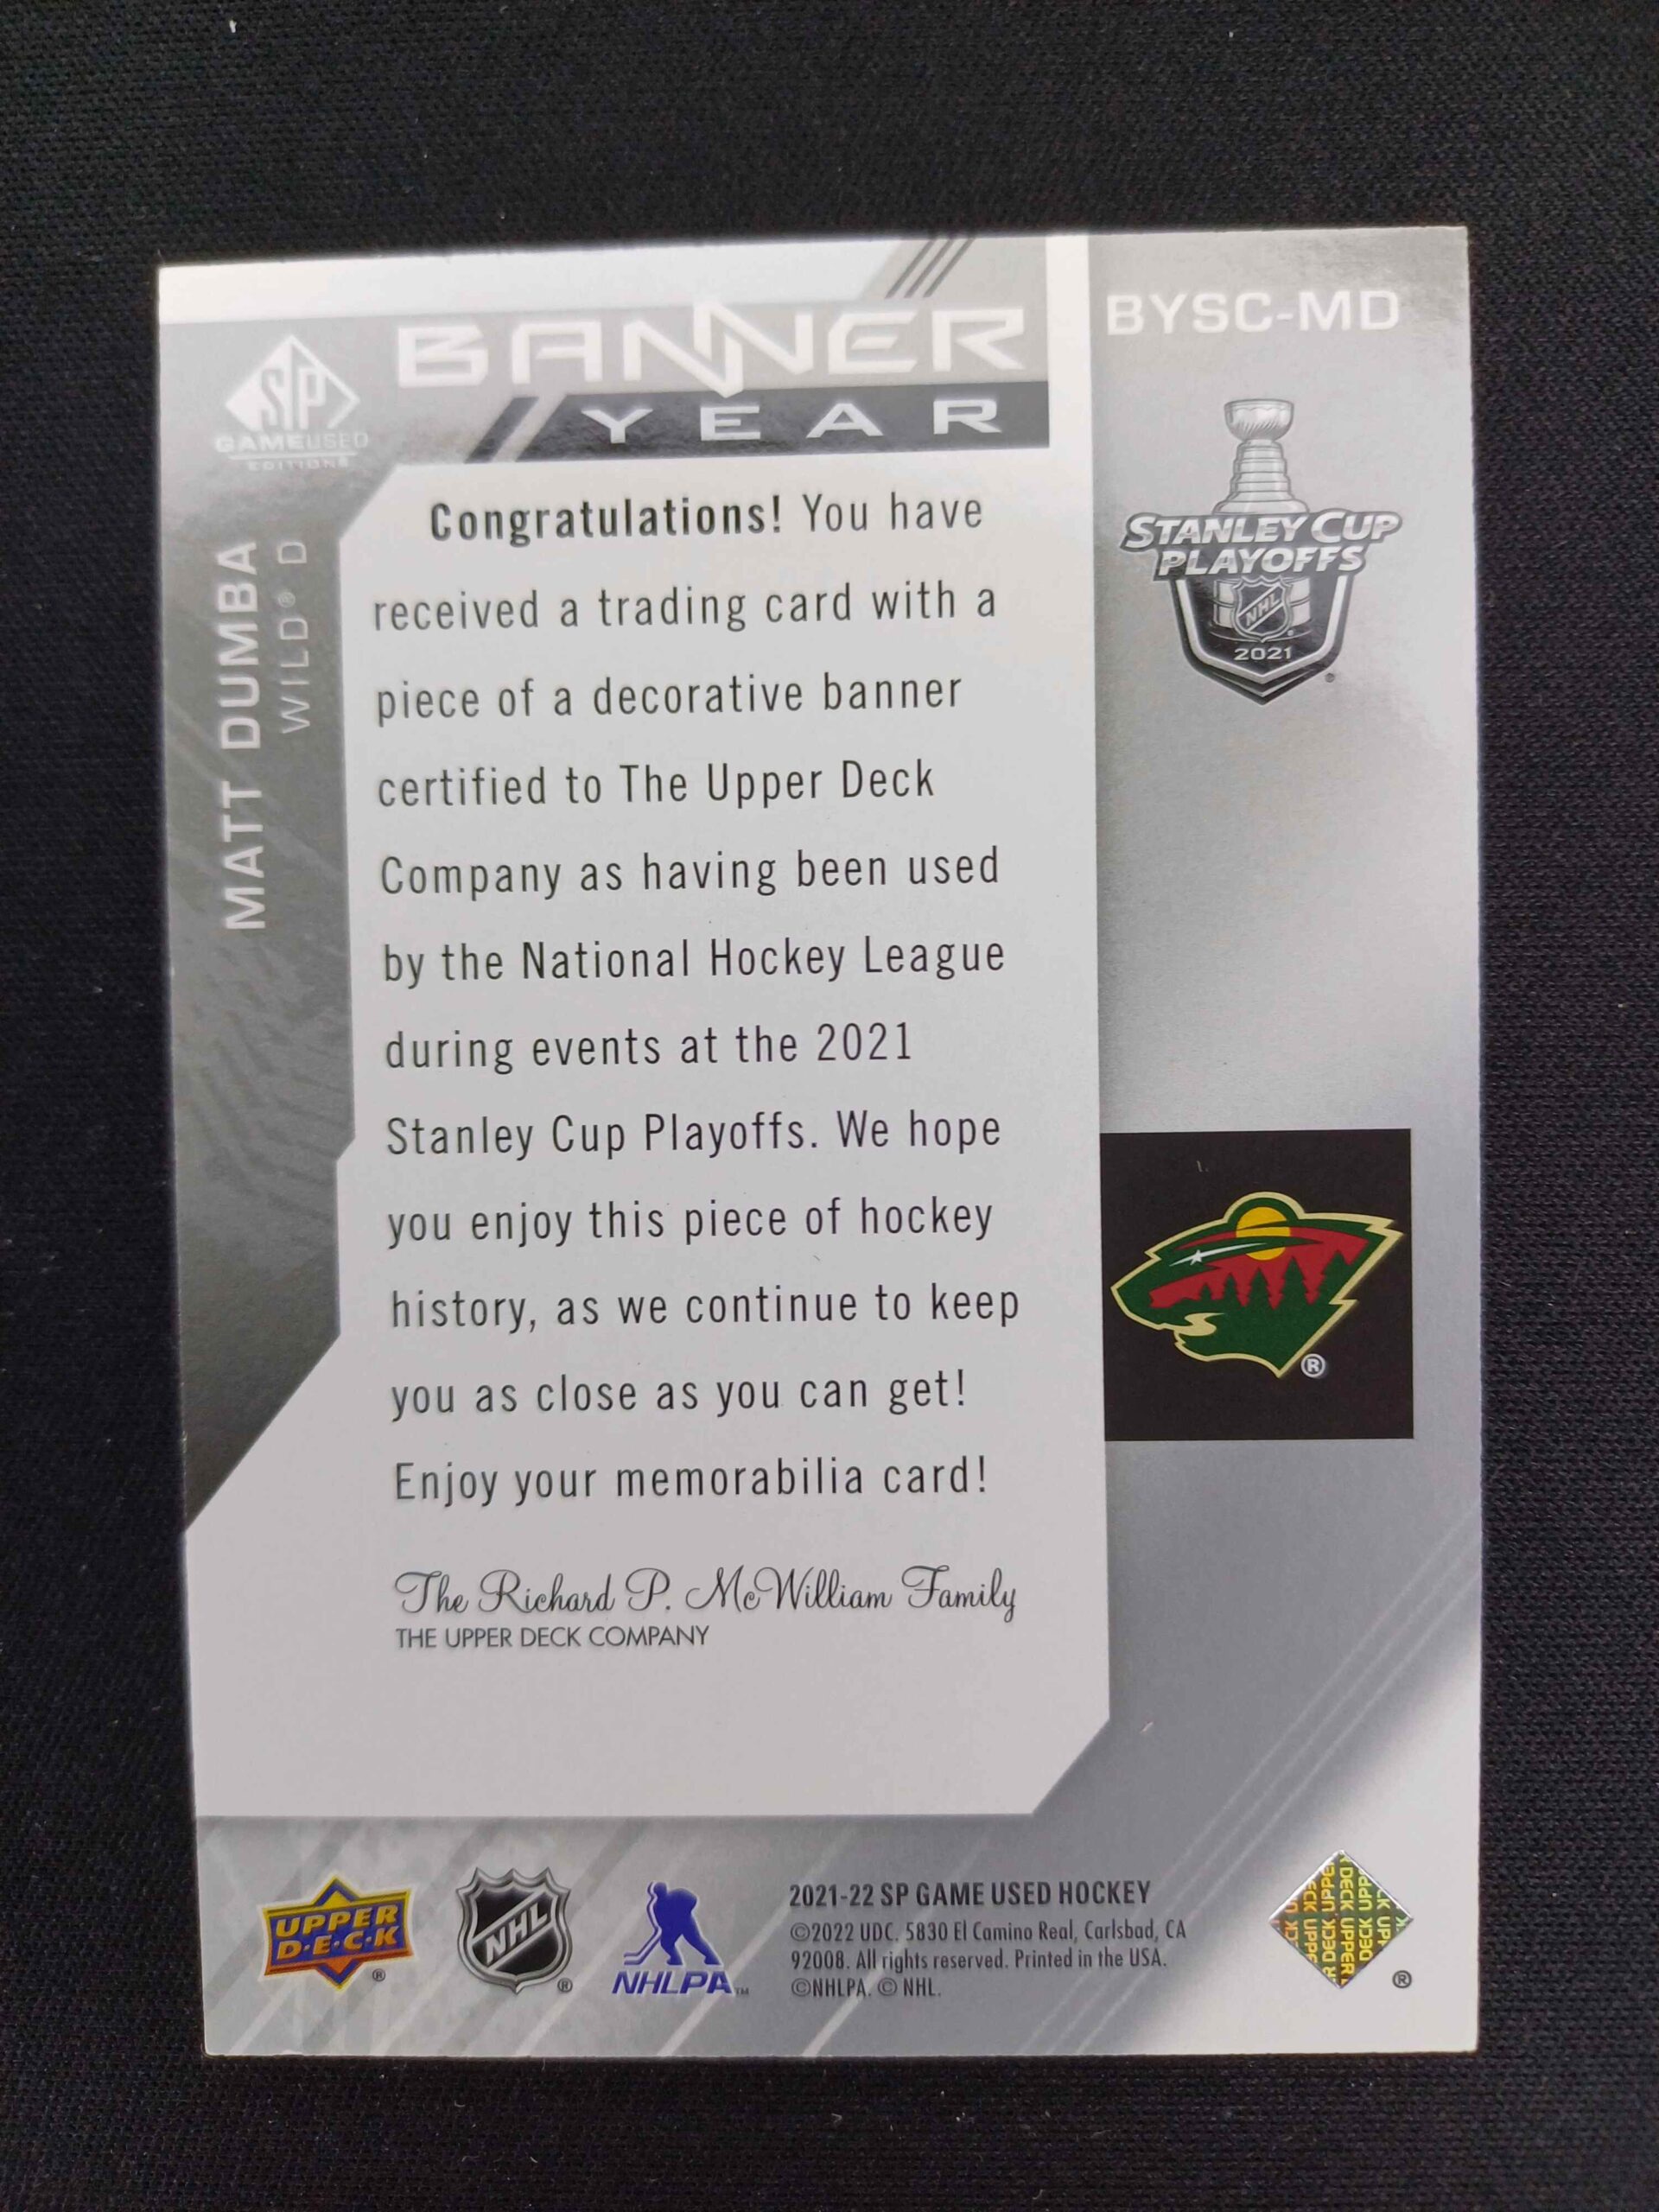 BANNER
YEAR
BYSC-MD
SP
GAMEUSED
EDITIONS
MATT DUMBA
WILD® D
STANLEY CUP
PLAYOFFS
NHL
2021
®
Congratulations! You have
received a trading card with a
piece of a decorative banner
certified to The Upper Deck
Company as having been used
by the National Hockey League
during events at the 2021
Stanley Cup Playoffs. We hope
you enjoy this piece of hockey
history, as we continue to keep
you as close as you can get!
Enjoy your memorabilia card!
®
The Richard P. McWilliam Family
THE UPPER DECK COMPANY
UPPER
D•E•C•K
®
NHL
®
NHLPA™
2021-22 SP GAME USED HOCKEY
©2022 UDC. 5830 El Camino Real, Carlsbad, CA
92008. All rights reserved. Printed in the USA.
©NHLPA. © NHL.
®